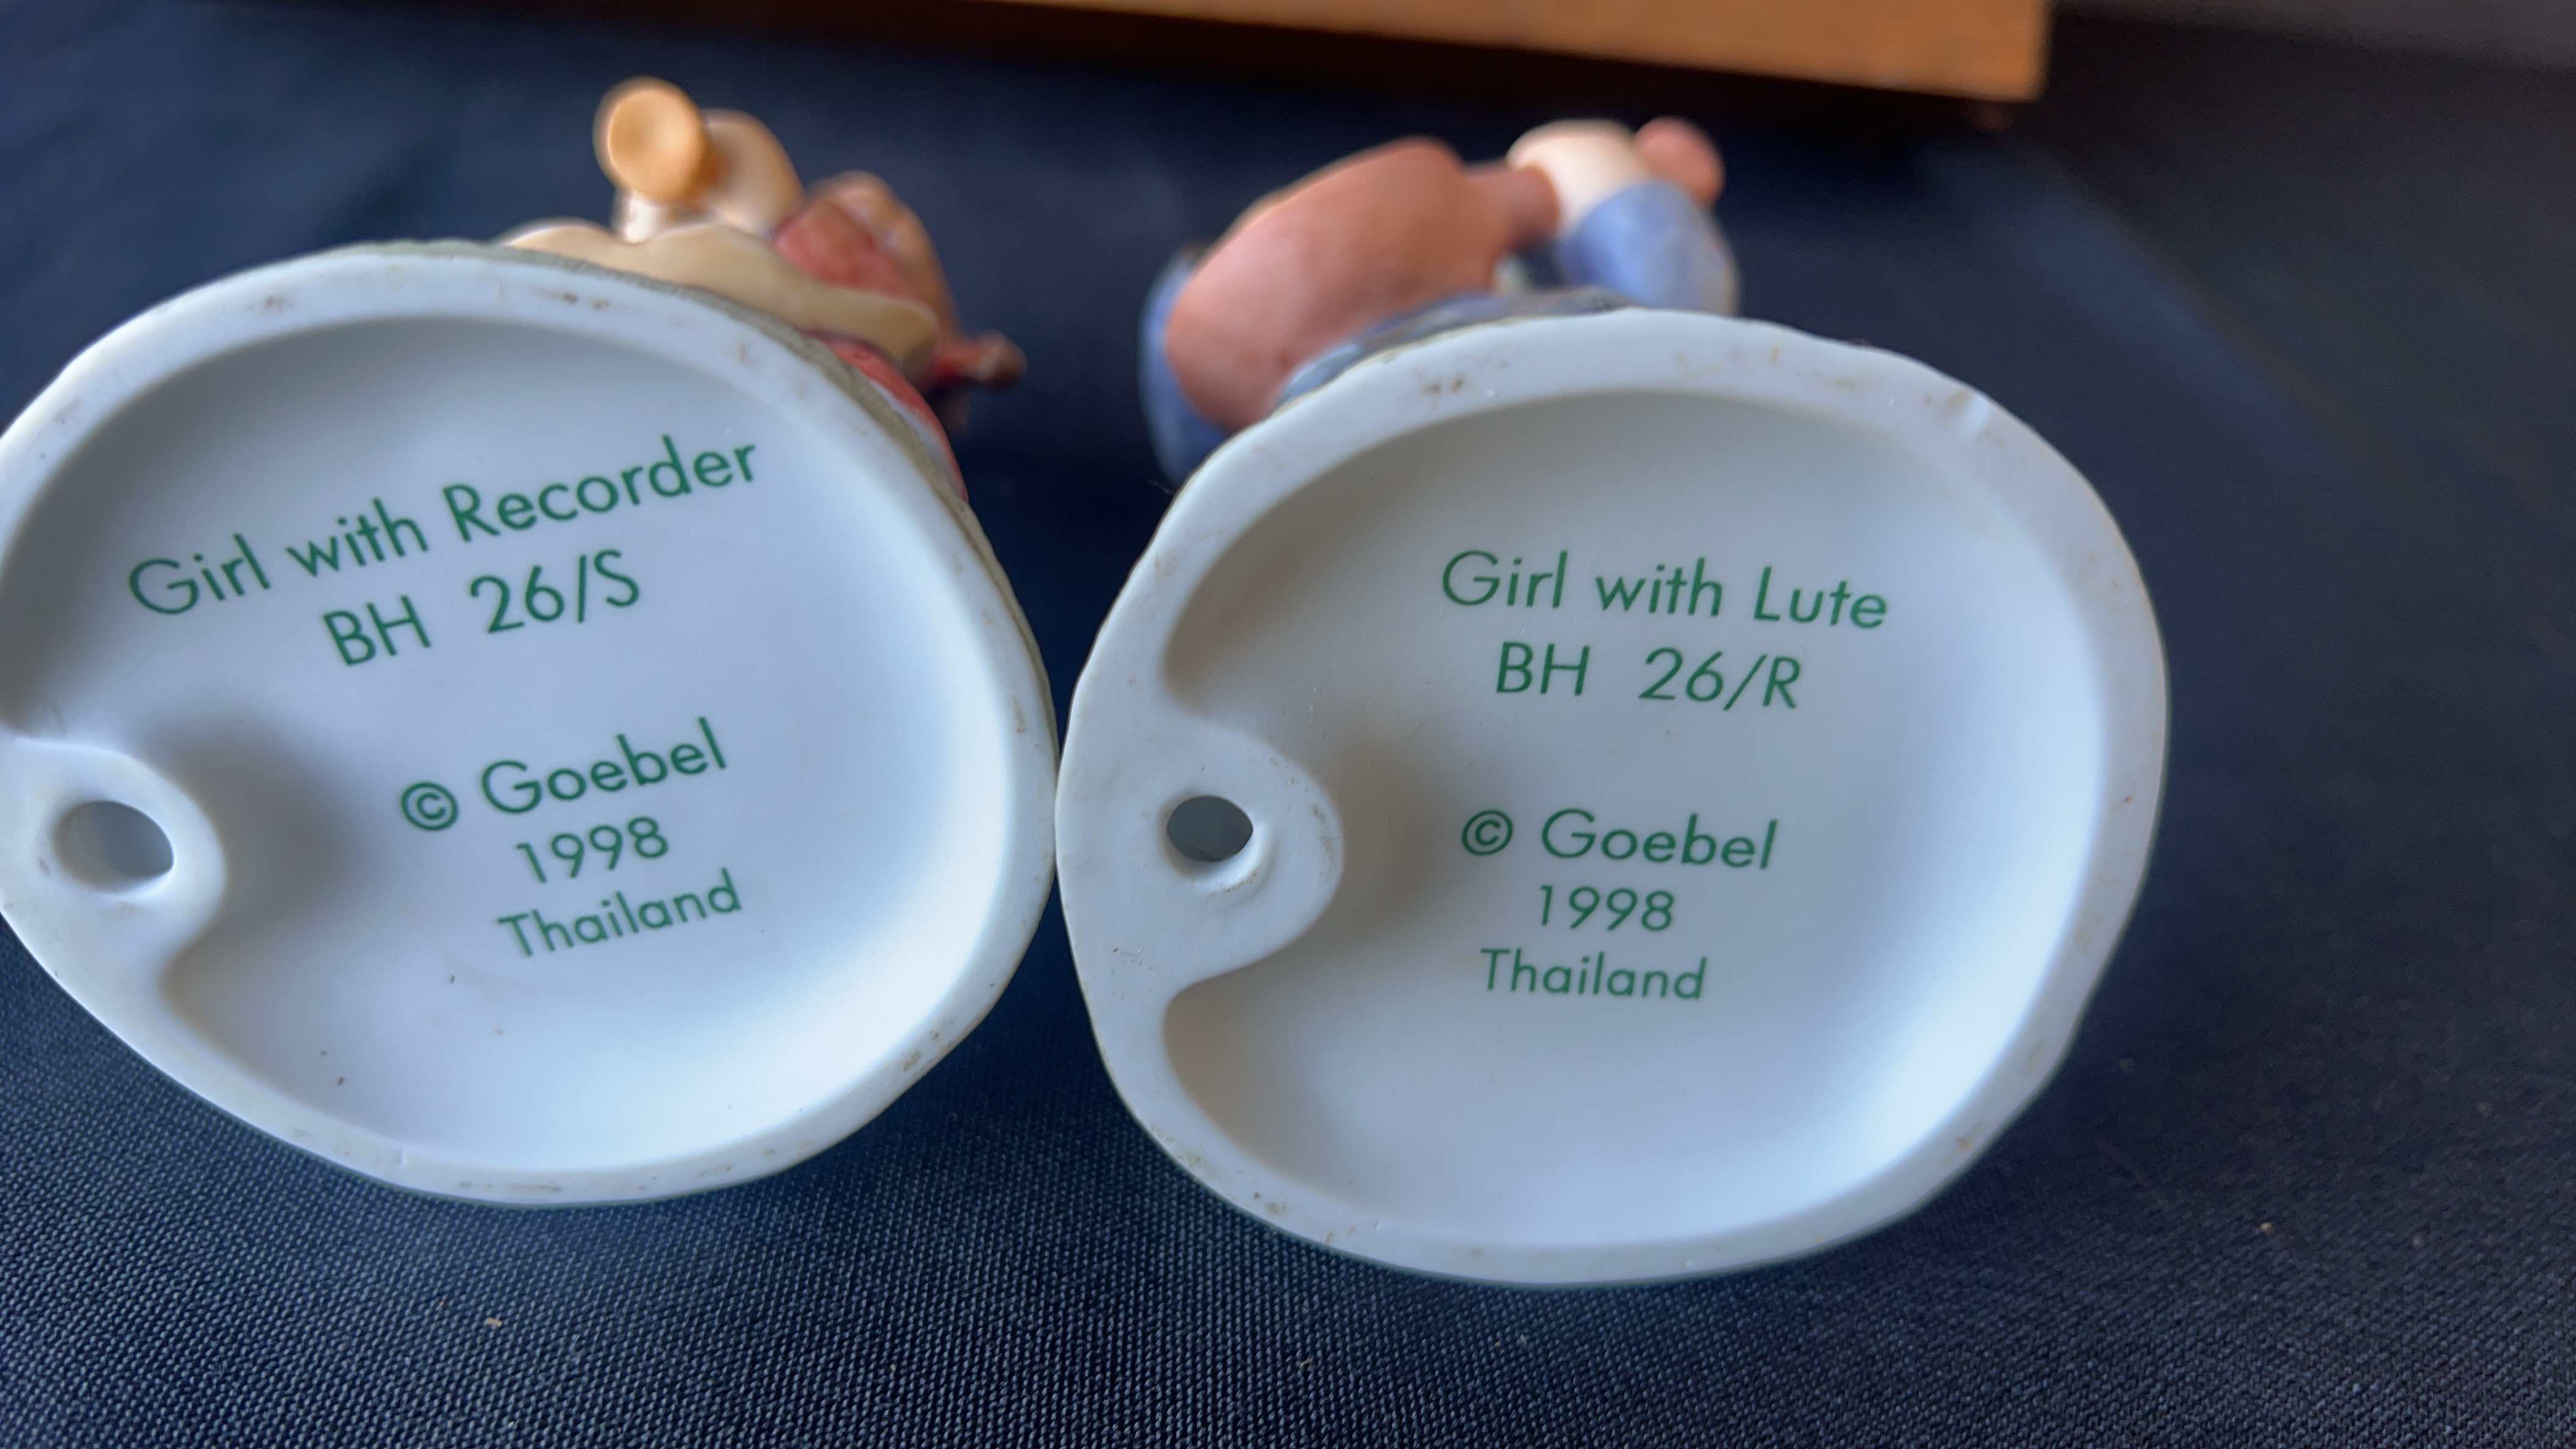 Girl with Recorder
BH 26/S
© Goebel
1998
Thailand
Girl with Lute
BH 26/R
© Goebel
1998
Thailand